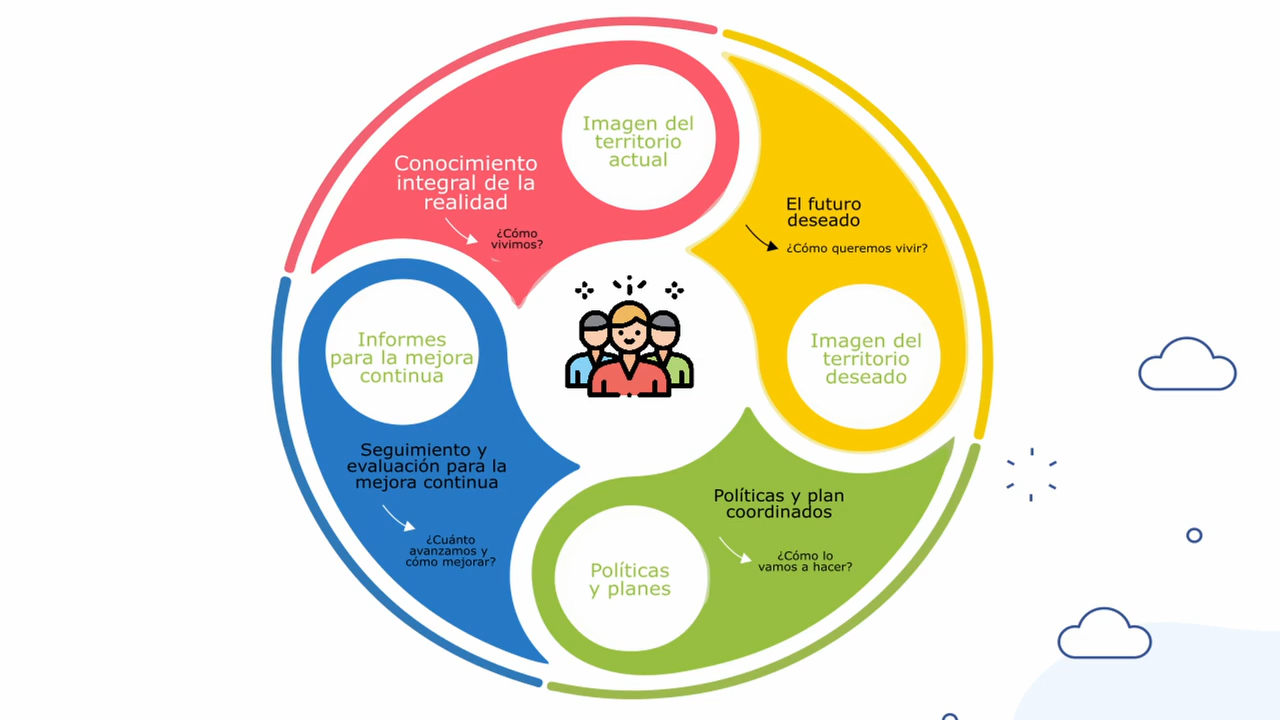 Imagen del
territorio
actual
Conocimiento
integral de la
realidad
¿Cómo
vivimos?
El futuro
deseado
¿Cómo queremos vivir?
Imagen del
territorio
deseado
Políticas y plan
coordinados
¿Cómo lo
vamos a hacer?
Políticas
y planes
Informes
para la mejora
continua
Seguimiento y
evaluación para la
mejora continua
¿Cuánto
avanzamos y
cómo mejorar?